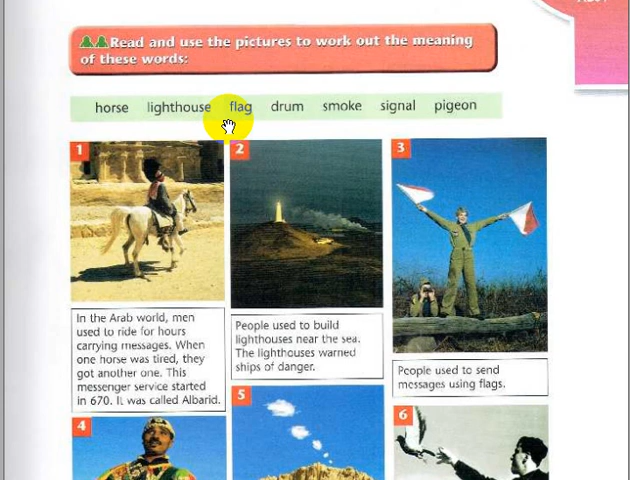 Read and use the pictures to work out the meaning
of these words:
horse lighthouse flag drum smoke signal pigeon
1
2
3
In the Arab world, men
used to ride for hours
carrying messages. When
one horse was tired, they
got another one. This
messenger service started
in 670. It was called Albarid.
People used to build
lighthouses near the sea.
The lighthouses warned
ships of danger.
People used to send
messages using flags.
4
5
6